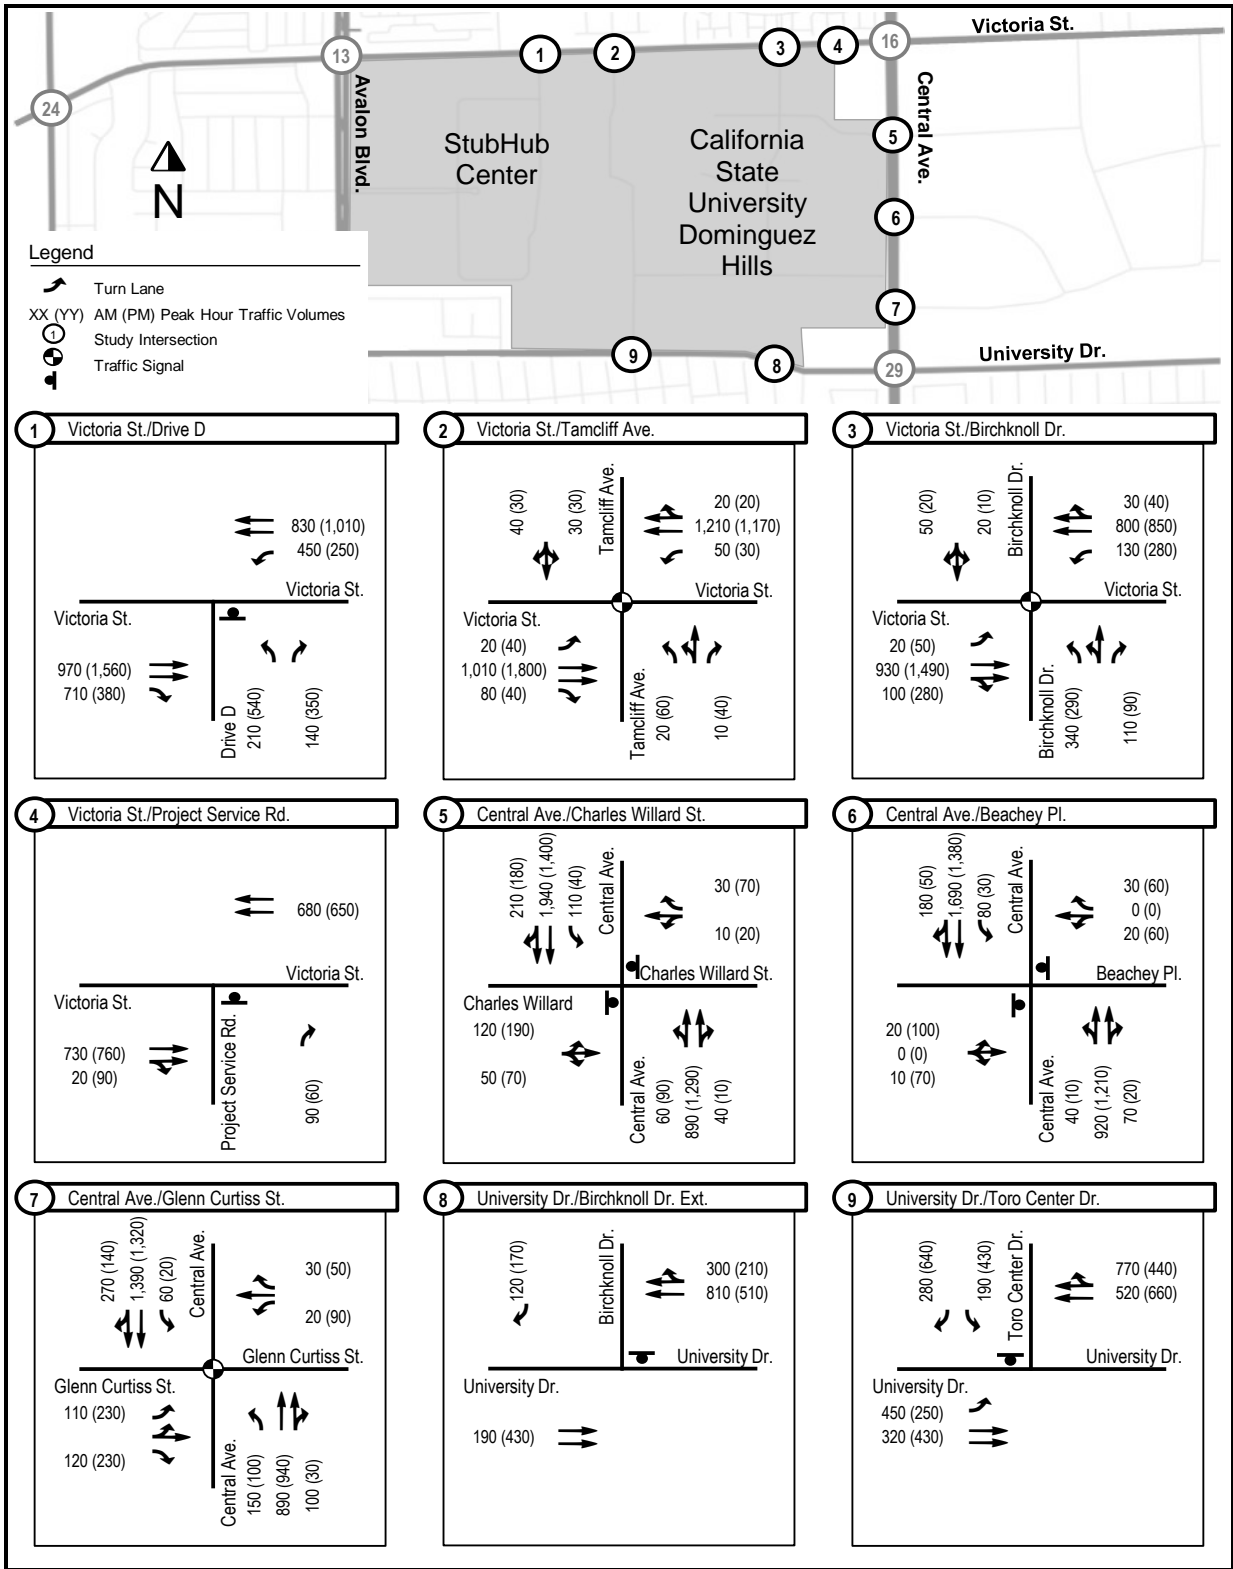 Victoria St.
13
1
2
3
4
16
24
Avalon Blvd.
Central Ave.
StubHub
Center
California
State
University
Dominguez
Hills
5
6
7
N
Legend
Turn Lane
XX (YY) AM (PM) Peak Hour Traffic Volumes
1 Study Intersection
Traffic Signal
9
8
29
University Dr.
1 Victoria St./Drive D
830 (1,010)
450 (250)
Victoria St.
Victoria St.
970 (1,560)
710 (380)
Drive D
210 (540)
140 (350)
2 Victoria St./Tamcliff Ave.
40 (30)
30 (30)
Tamcliff Ave.
20 (20)
1,210 (1,170)
50 (30)
Victoria St.
Victoria St.
20 (40)
1,010 (1,800)
80 (40)
Tamcliff Ave.
20 (60)
10 (40)
3 Victoria St./Birchknoll Dr.
50 (20)
20 (10)
Birchknoll Dr.
30 (40)
800 (850)
130 (280)
Victoria St.
Victoria St.
20 (50)
930 (1,490)
100 (280)
Birchknoll Dr.
340 (290)
110 (90)
4 Victoria St./Project Service Rd.
680 (650)
Victoria St.
Victoria St.
730 (760)
20 (90)
Project Service Rd.
90 (60)
5 Central Ave./Charles Willard St.
210 (180)
1,940 (1,400)
110 (40)
Central Ave.
30 (70)
10 (20)
Charles Willard St.
Charles Willard
120 (190)
50 (70)
Central Ave.
60 (90)
890 (1,290)
40 (10)
6 Central Ave./Beachey Pl.
180 (50)
1,690 (1,380)
80 (30)
Central Ave.
30 (60)
0 (0)
20 (60)
Beachey Pl.
20 (100)
0 (0)
10 (70)
Central Ave.
40 (10)
920 (1,210)
70 (20)
7 Central Ave./Glenn Curtiss St.
270 (140)
1,390 (1,320)
60 (20)
Central Ave.
30 (50)
20 (90)
Glenn Curtiss St.
Glenn Curtiss St.
110 (230)
120 (230)
Central Ave.
150 (100)
890 (940)
100 (30)
8 University Dr./Birchknoll Dr. Ext.
120 (170)
Birchknoll Dr.
300 (210)
810 (510)
University Dr.
University Dr.
190 (430)
9 University Dr./Toro Center Dr.
280 (640)
190 (430)
Toro Center Dr.
770 (440)
520 (660)
University Dr.
University Dr.
450 (250)
320 (430)